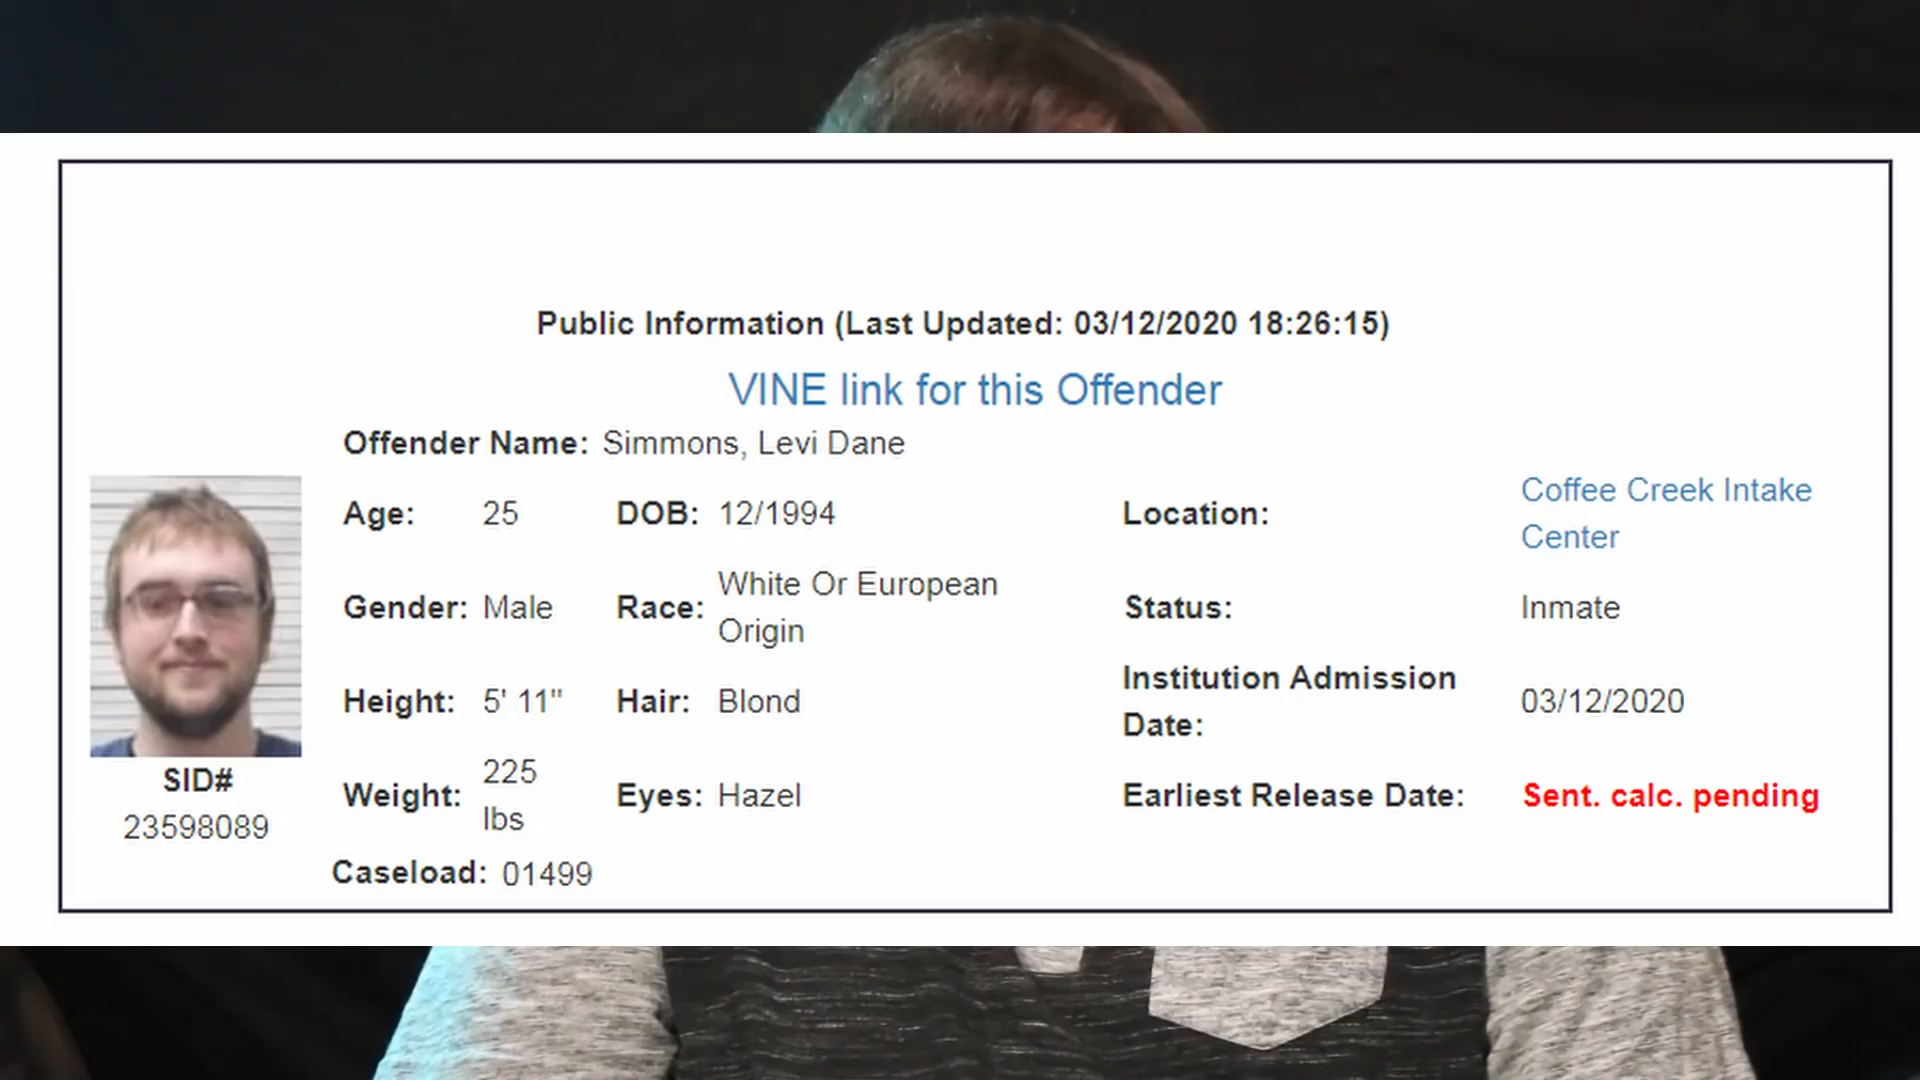 Public Information (Last Updated: 03/12/2020 18:26:15)
VINE link for this Offender
Offender Name: Simmons, Levi Dane
Age: 25 DOB: 12/1994 Location: Coffee Creek Intake
Center
Gender: Male Race: White Or European
Origin
Status: Inmate
Height: 5' 11" Hair: Blond Institution Admission
Date: 03/12/2020
Weight: 225
lbs
Eyes: Hazel Earliest Release Date: Sent. calc. pending
SID#
23598089
Caseload: 01499